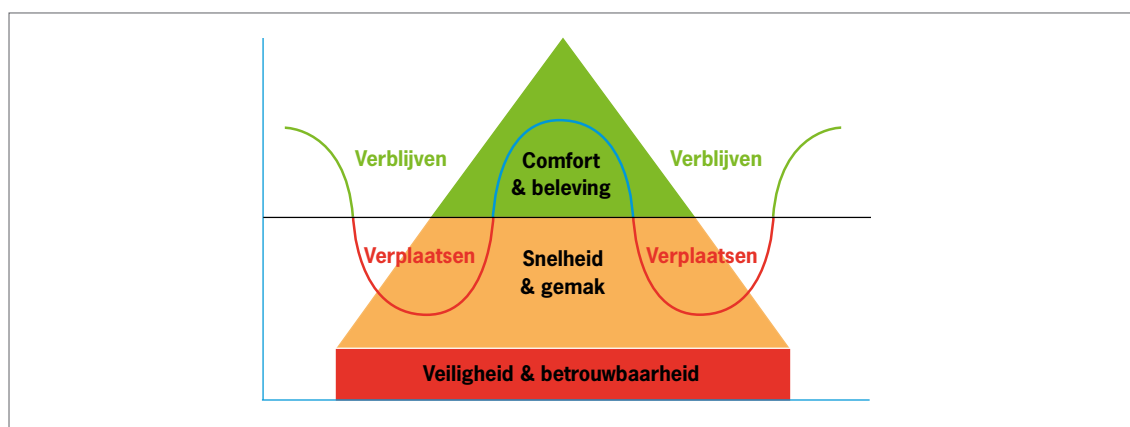 Verblijven
Comfort
& beleving
Verblijven
Verplaatsen
Snelheid
& gemak
Verplaatsen
Veiligheid & betrouwbaarheid